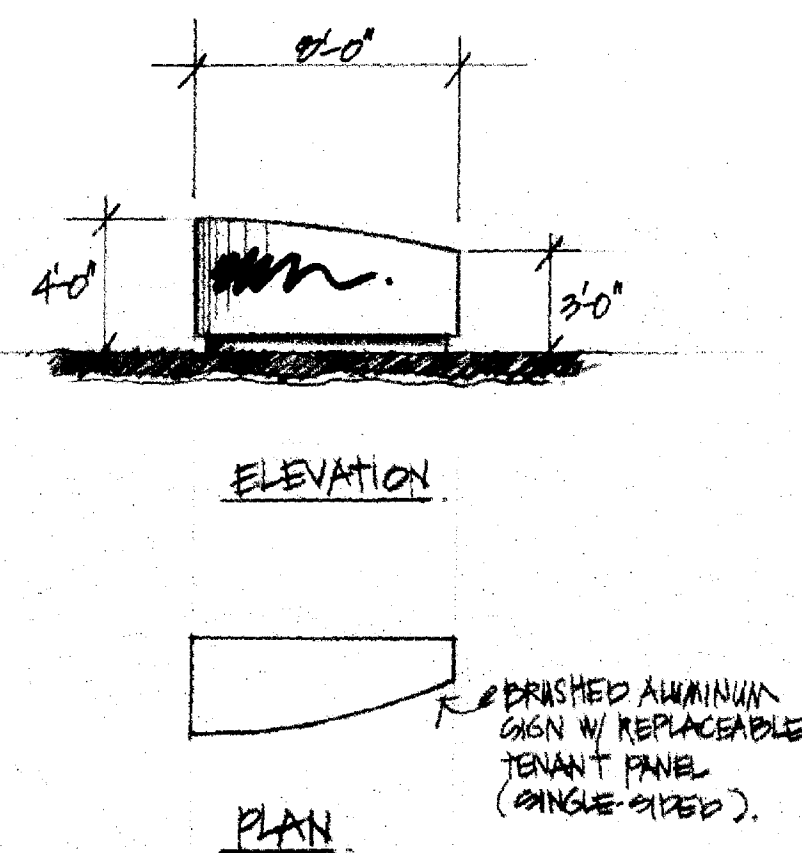 8'-0"
4'-0"
3'-0"
ELEVATION
BRUSHED ALUMINUM
SIGN W/ REPLACEABLE
TENANT PANEL
(SINGLE-SIDED).
PLAN